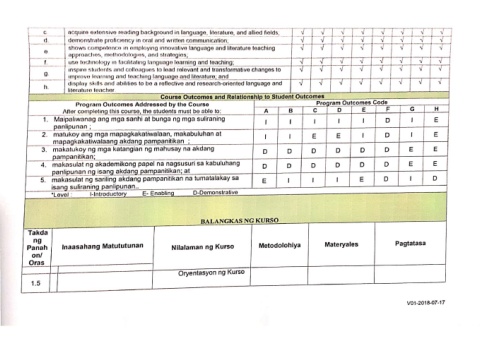 c. acquire extensive reading background in language, literature, and allied fields, √ √ √ √ √ √ √ √
d. demonstrate proficiency in oral and written communication, √ √ √ √ √ √ √ √
e. shows competence in employing innovative language and literature teaching √ √ √ √ √ √ √ √
approaches, methodologies, and strategies,
f. use technology in facilitating language learning and teaching; √ √ √ √ √ √ √ √
g. inspire students and colleagues to lead relevant and transformative changes to √ √ √ √ √ √ √ √
improve learning and teaching language and literature; and
h. display skills and abilities to be a reflective and research-oriented language and √ √ √ √ √ √ √ √
literature teacher
Course Outcomes and Relationship to Student Outcomes
Program Outcomes Addressed by the Course Program Outcomes Code
After completing this course, the students must be able to: A B C D E F G H
1. Maipaliwanag ang mga sanhi at bunga ng mga suliraning I I I I I D I E
panlipunan ;
2. matukoy ang mga mapagkakatiwalaan, makabuluhan at I I E E I D I E
mapagkakatiwalaang akdang pampanitikan ;
3. makatukoy ng mga katangian ng mahusay na akdang D D D D D D E E
pampanitikan;
4. makasulat ng akademikong papel na nagsusuri sa kabuluhang D D D D D D E E
panlipunan ng isang akdang pampanitikan; at
5. makasulat ng sariling akdang pampanitikan na tumatalakay sa E I I I E D I D
isang suliraning panlipunan..
*Level : I-Introductory E- Enabling D-Demonstrative
BALANGKAS NG KURSO
Takda
ng
Panah
on/
Oras
Inaasahang Matututunan Nilalaman ng Kurso Metodolohiya Materyales Pagtatasa
Oryentasyon ng Kurso
1.5
V01-2018-07-17